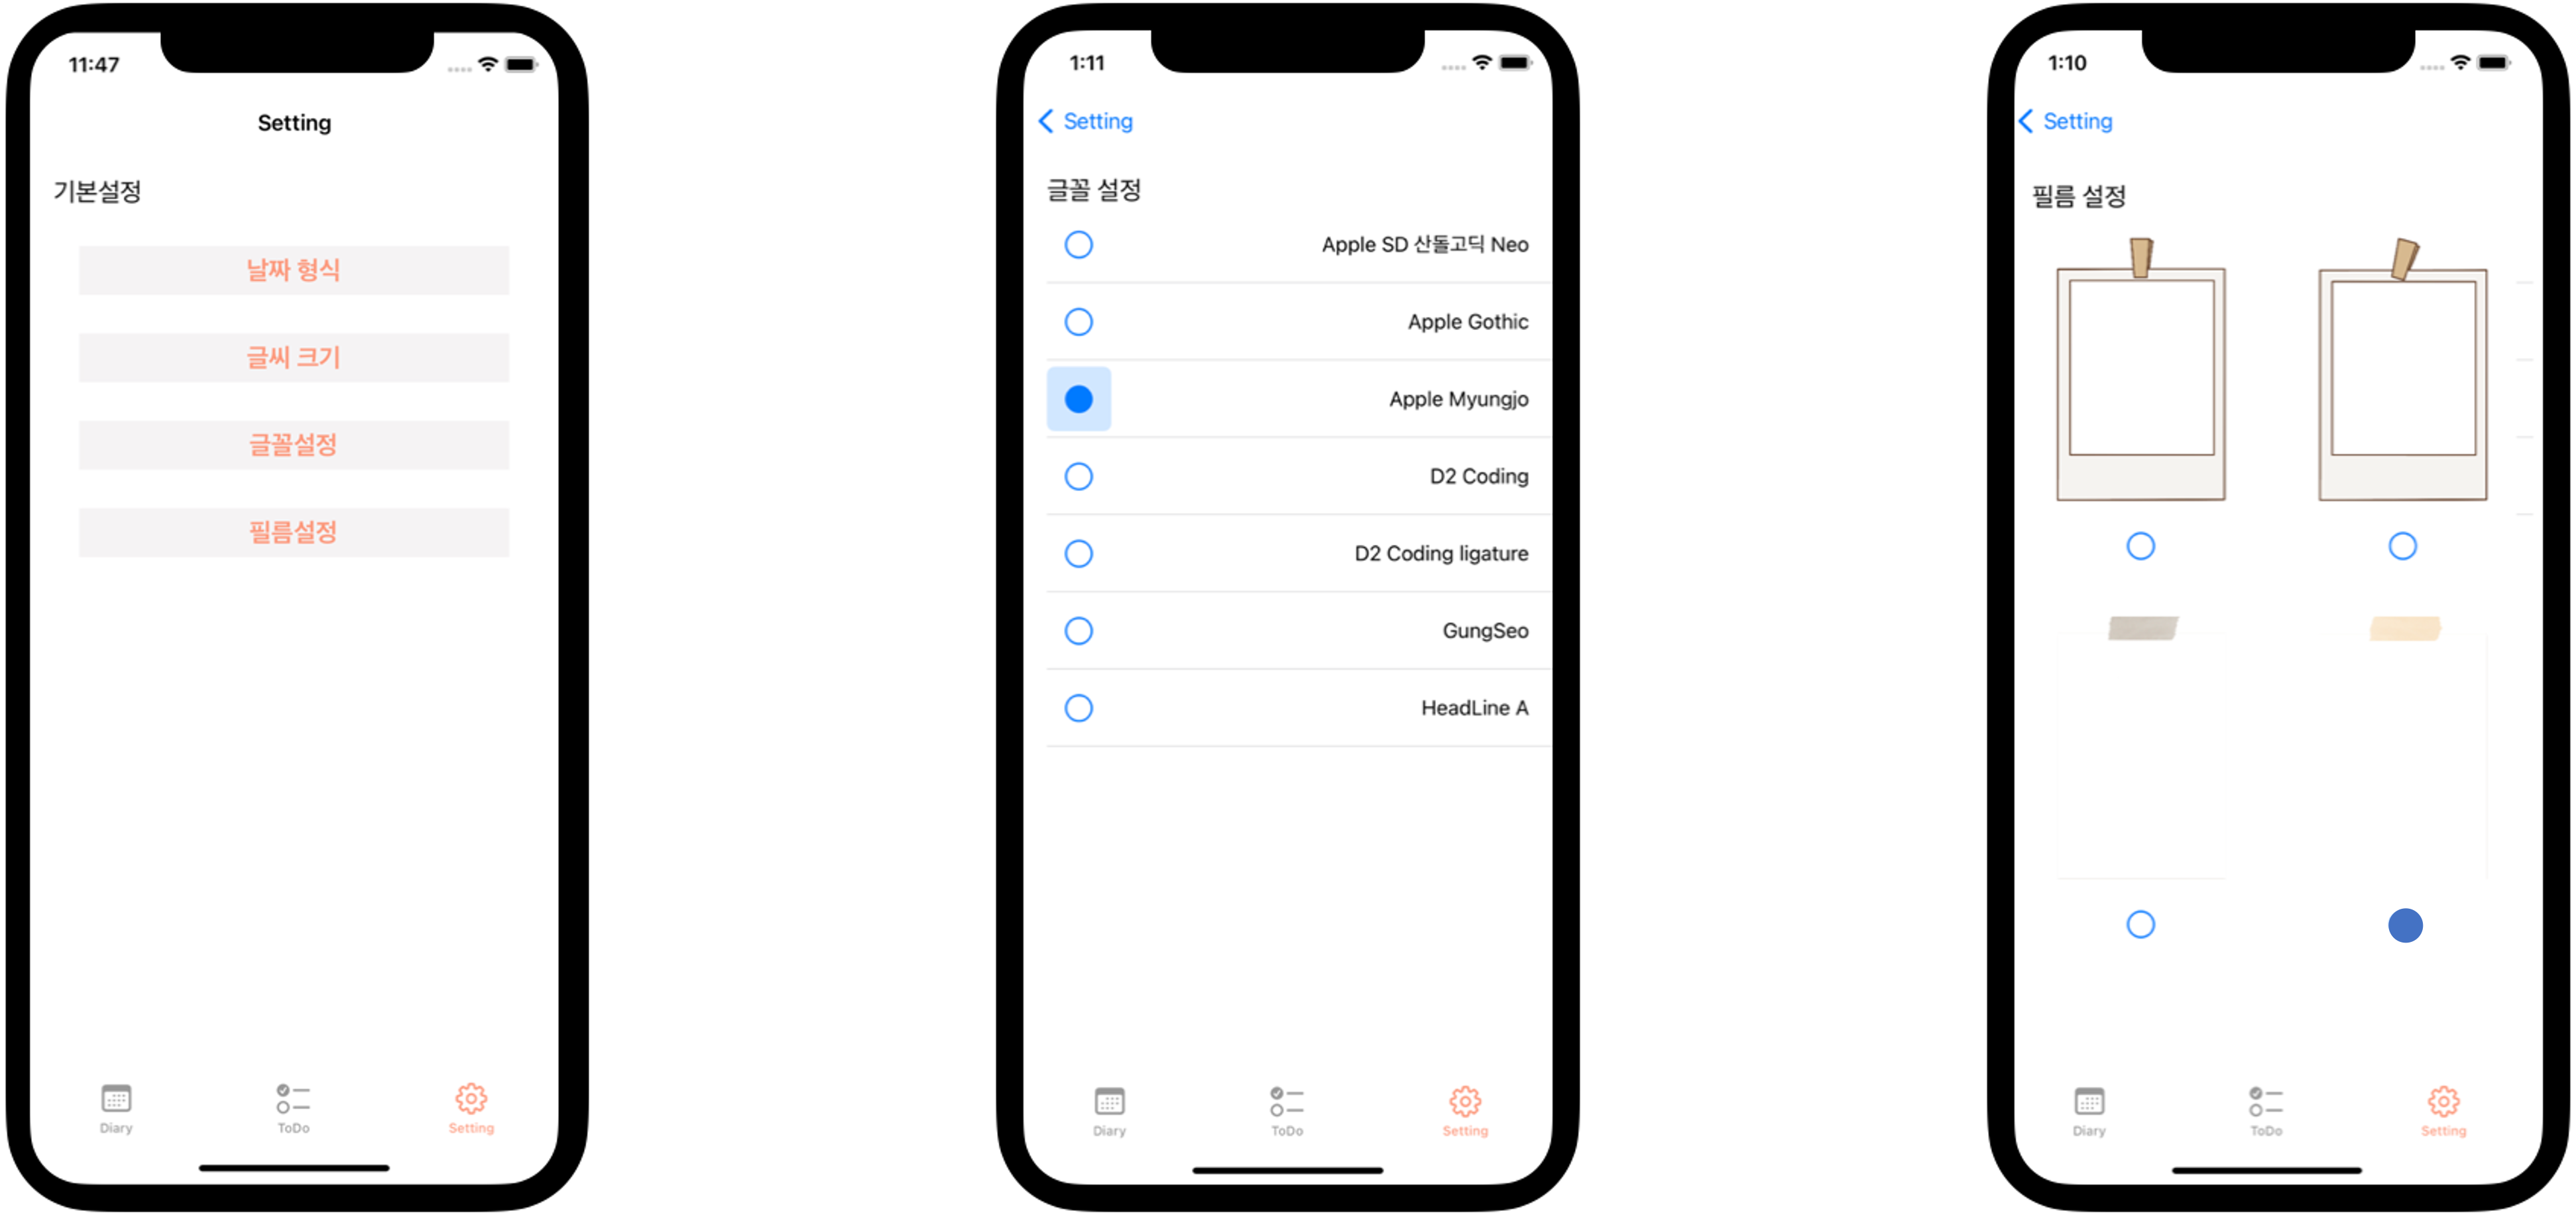 11:47
Setting
기본설정
날짜 형식
글씨 크기
글꼴설정
필름설정
Diary
ToDo
Setting
1:11
Setting
글꼴 설정
Apple SD 산돌고딕 Neo
Apple Gothic
Apple Myungjo
D2 Coding
D2 Coding ligature
GungSeo
HeadLine A
Diary
ToDo
Setting
1:10
Setting
필름 설정
Diary
ToDo
Setting